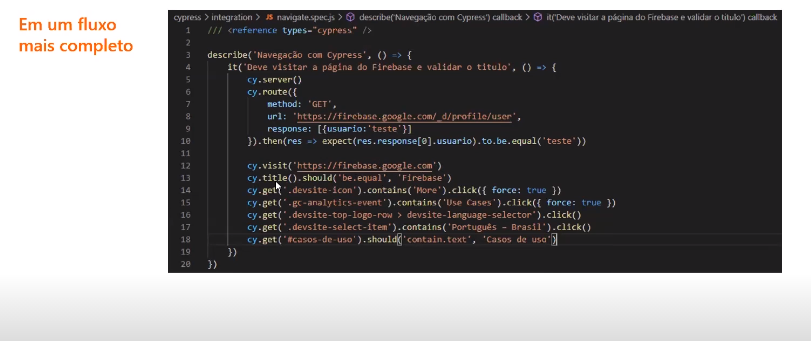 Em um fluxo
mais completo
cypress > integration > JS navigate.spec.js > describe('Navegação com Cypress') callback > it('Deve visitar a página do Firebase e validar o titulo') callback
1 /// <reference types="cypress" />
2
3 describe('Navegação com Cypress', () => {
4 it('Deve visitar a página do Firebase e validar o titulo', () => {
5 cy.server()
6 cy.route({
7 method: 'GET',
8 url: 'https://firebase.google.com/_d/profile/user',
9 response: [{usuario:'teste'}]
10 }).then(res => expect(res.response[0].usuario).to.be.equal('teste'))
11
12 cy.visit('https://firebase.google.com')
13 cy.title().should('be.equal', 'Firebase')
14 cy.get('.devsite-icon').contains('More').click({ force: true })
15 cy.get('.gc-analytics-event').contains('Use Cases').click({ force: true })
16 cy.get('.devsite-top-logo-row > devsite-language-selector').click()
17 cy.get('.devsite-select-item').contains('Português – Brasil').click()
18 cy.get('#casos-de-uso').should('contain.text', 'Casos de uso')
19 })
20 })